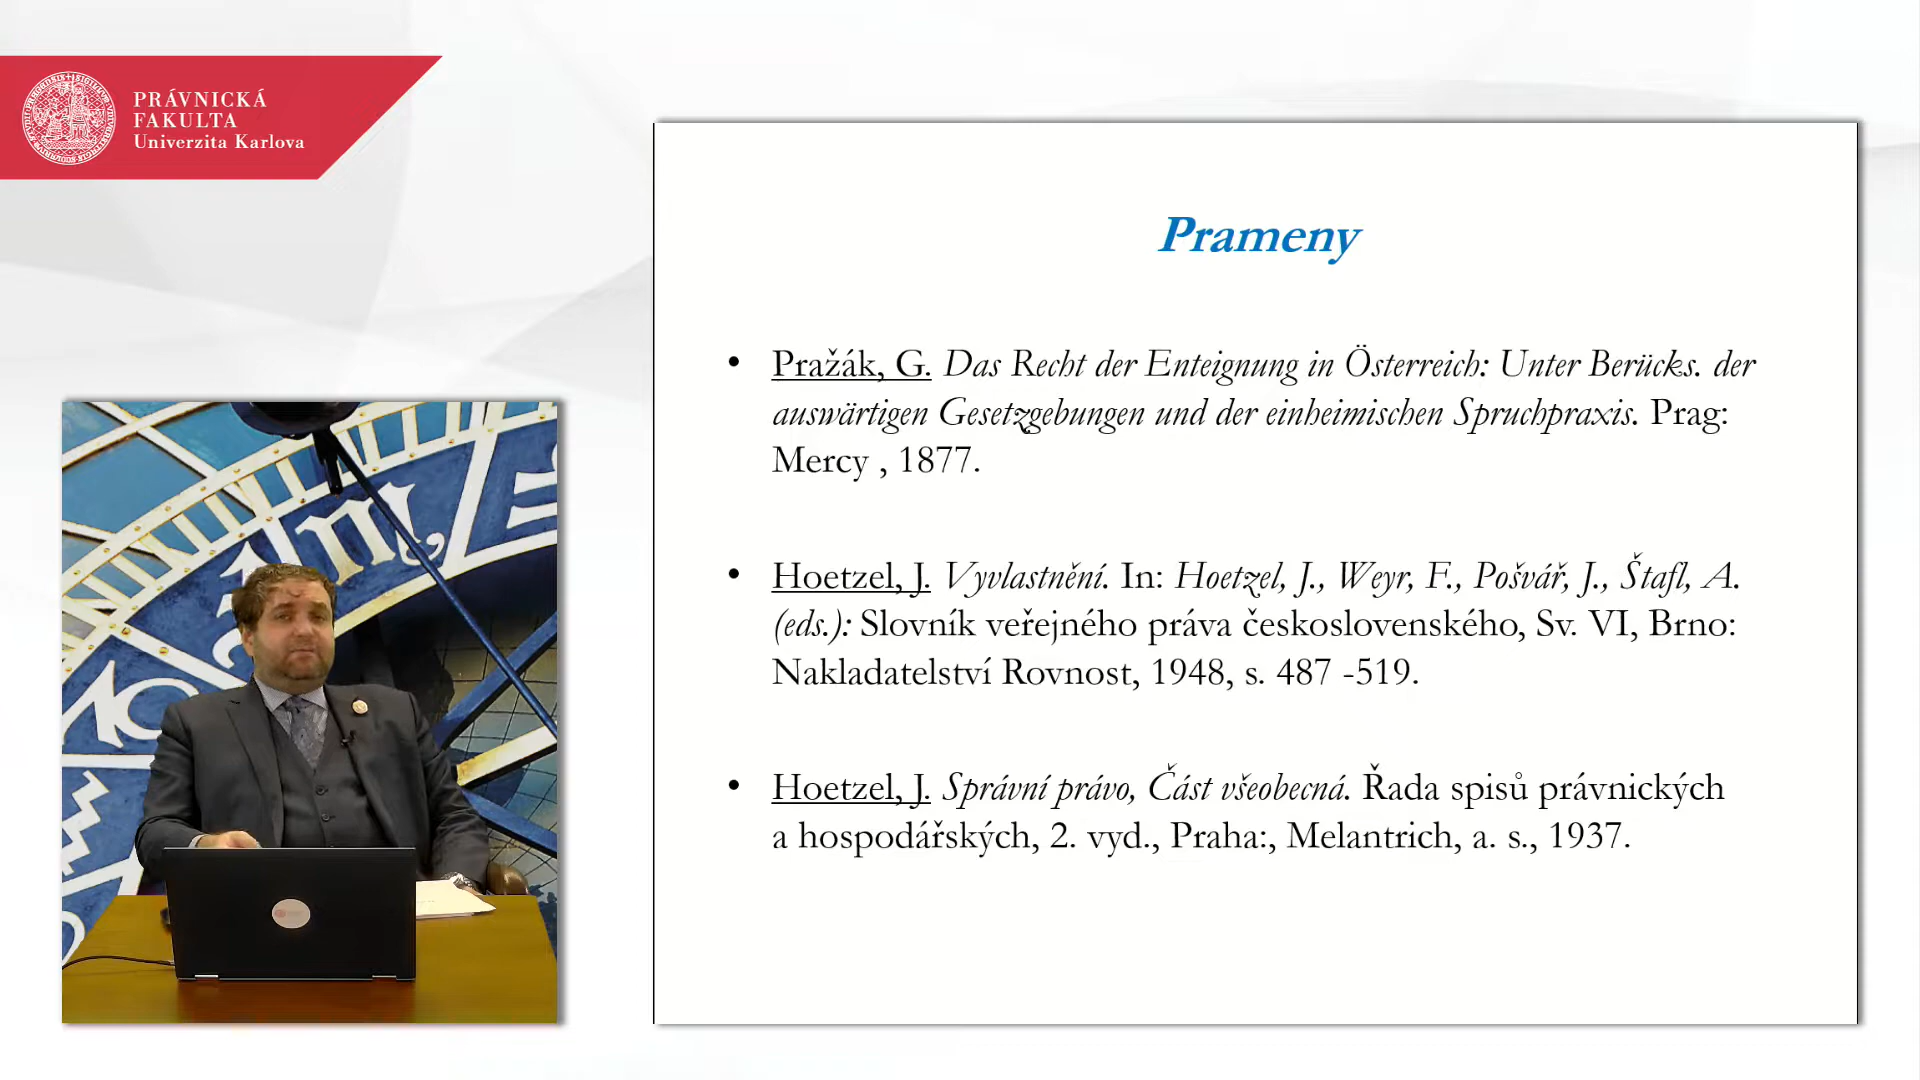 PRÁVNICKÁ
FAKULTA
Univerzita Karlova
Prameny
• Pražák, G. Das Recht der Enteignung in Österreich: Unter Berücks. der
auswärtigen Gesetzgebungen und der einheimischen Spruchpraxis. Prag:
Mercy , 1877.
• Hoetzel, J. Vyvlastnění. In: Hoetzel, J., Weyr, F., Pošvář, J., Štafl, A.
(eds.): Slovník veřejného práva československého, Sv. VI, Brno:
Nakladatelství Rovnost, 1948, s. 487 -519.
• Hoetzel, J. Správní právo, Část všeobecná. Řada spisů právnických
a hospodářských, 2. vyd., Praha:, Melantrich, a. s., 1937.